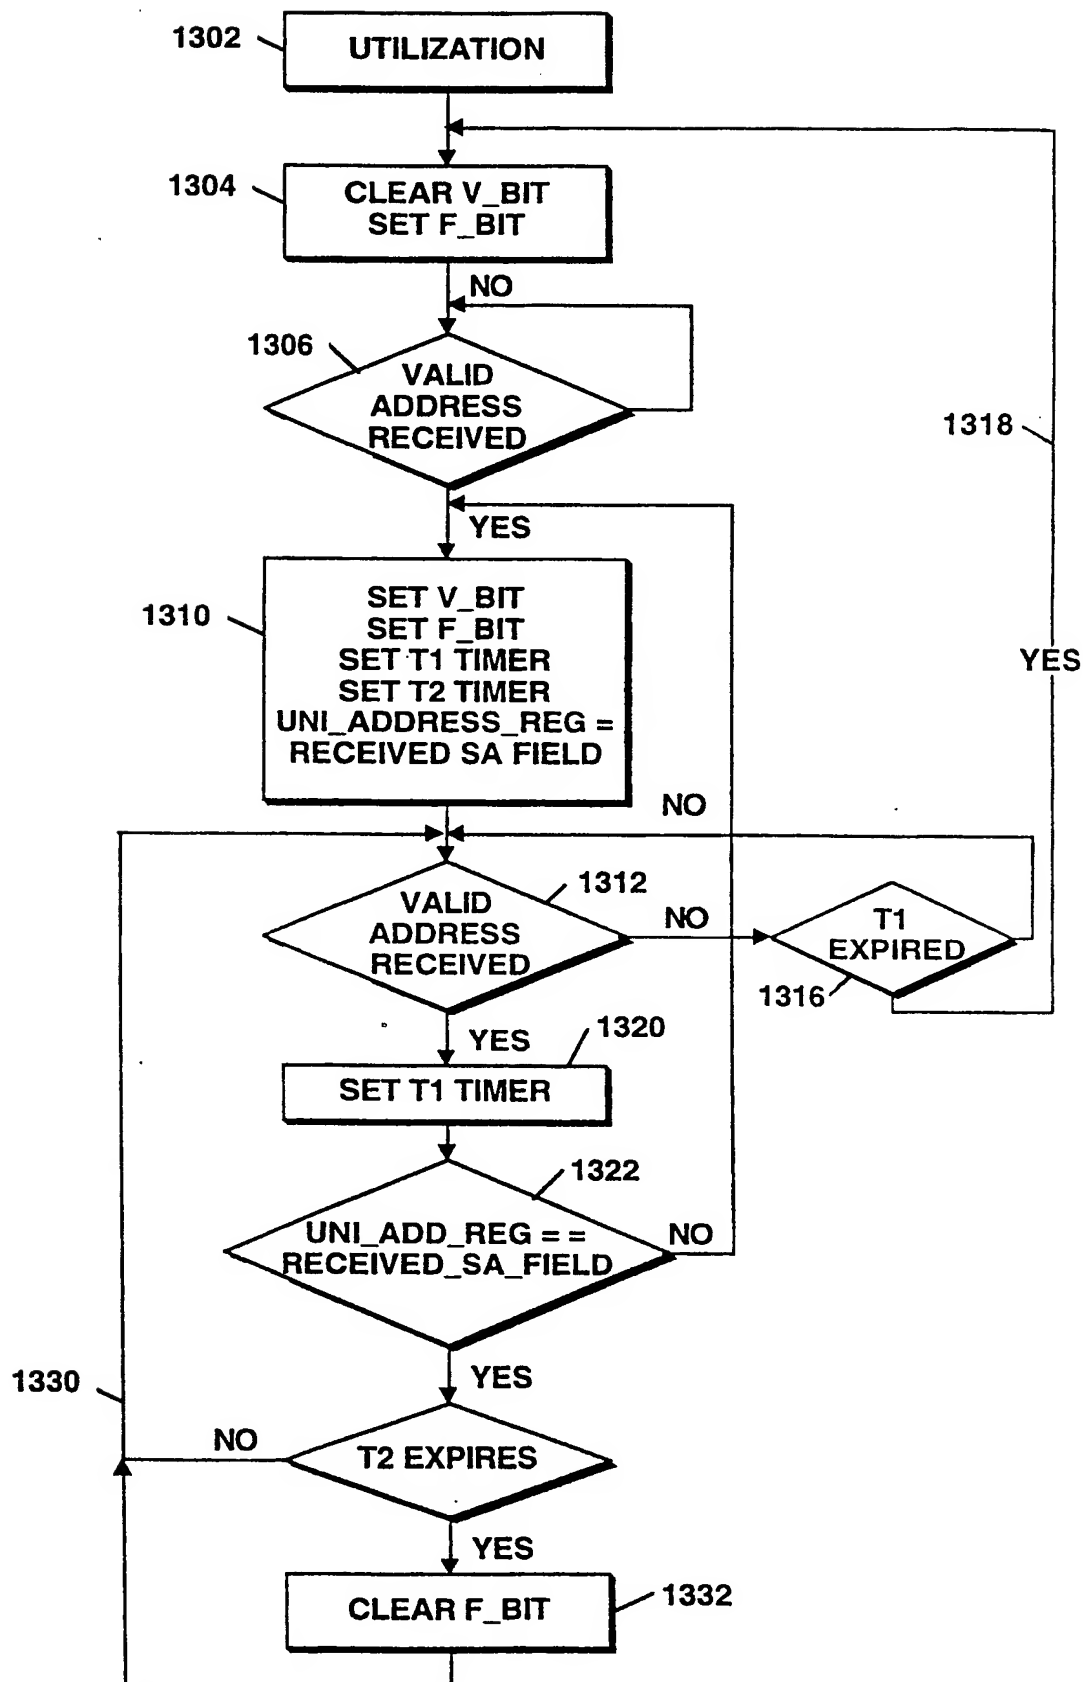 1302
UTILIZATION
1304
CLEAR V_BIT
SET F_BIT
NO
1306
VALID
ADDRESS
RECEIVED
1318
YES
1310
SET V_BIT
SET F_BIT
SET T1 TIMER
SET T2 TIMER
UNI_ADDRESS_REG =
RECEIVED SA FIELD
YES
NO
1312
VALID
ADDRESS
RECEIVED
NO
T1
EXPIRED
1316
YES
1320
SET T1 TIMER
1322
UNI_ADD_REG = =
RECEIVED_SA_FIELD
NO
YES
1330
NO
T2 EXPIRES
YES
CLEAR F_BIT
1332